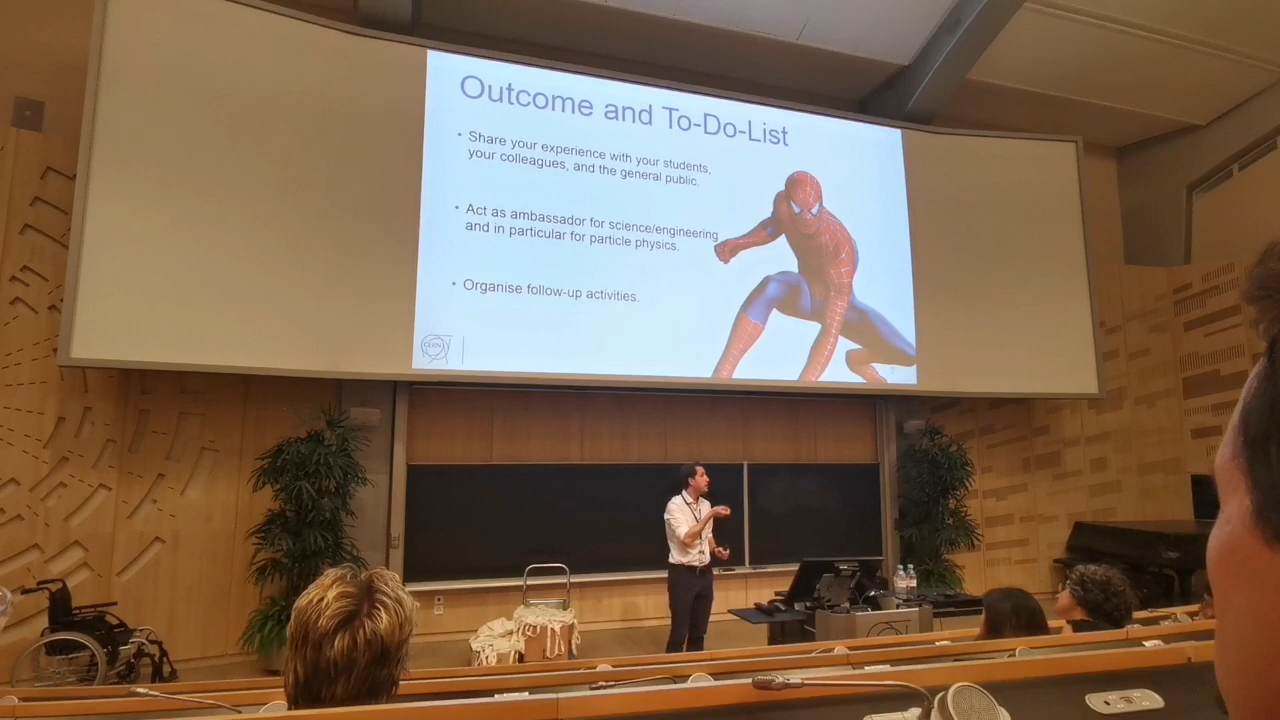 Outcome and To-Do-List
• Share your experience with your students,
your colleagues, and the general public.
• Act as ambassador for science/engineering
and in particular for particle physics.
• Organise follow-up activities.
CERN